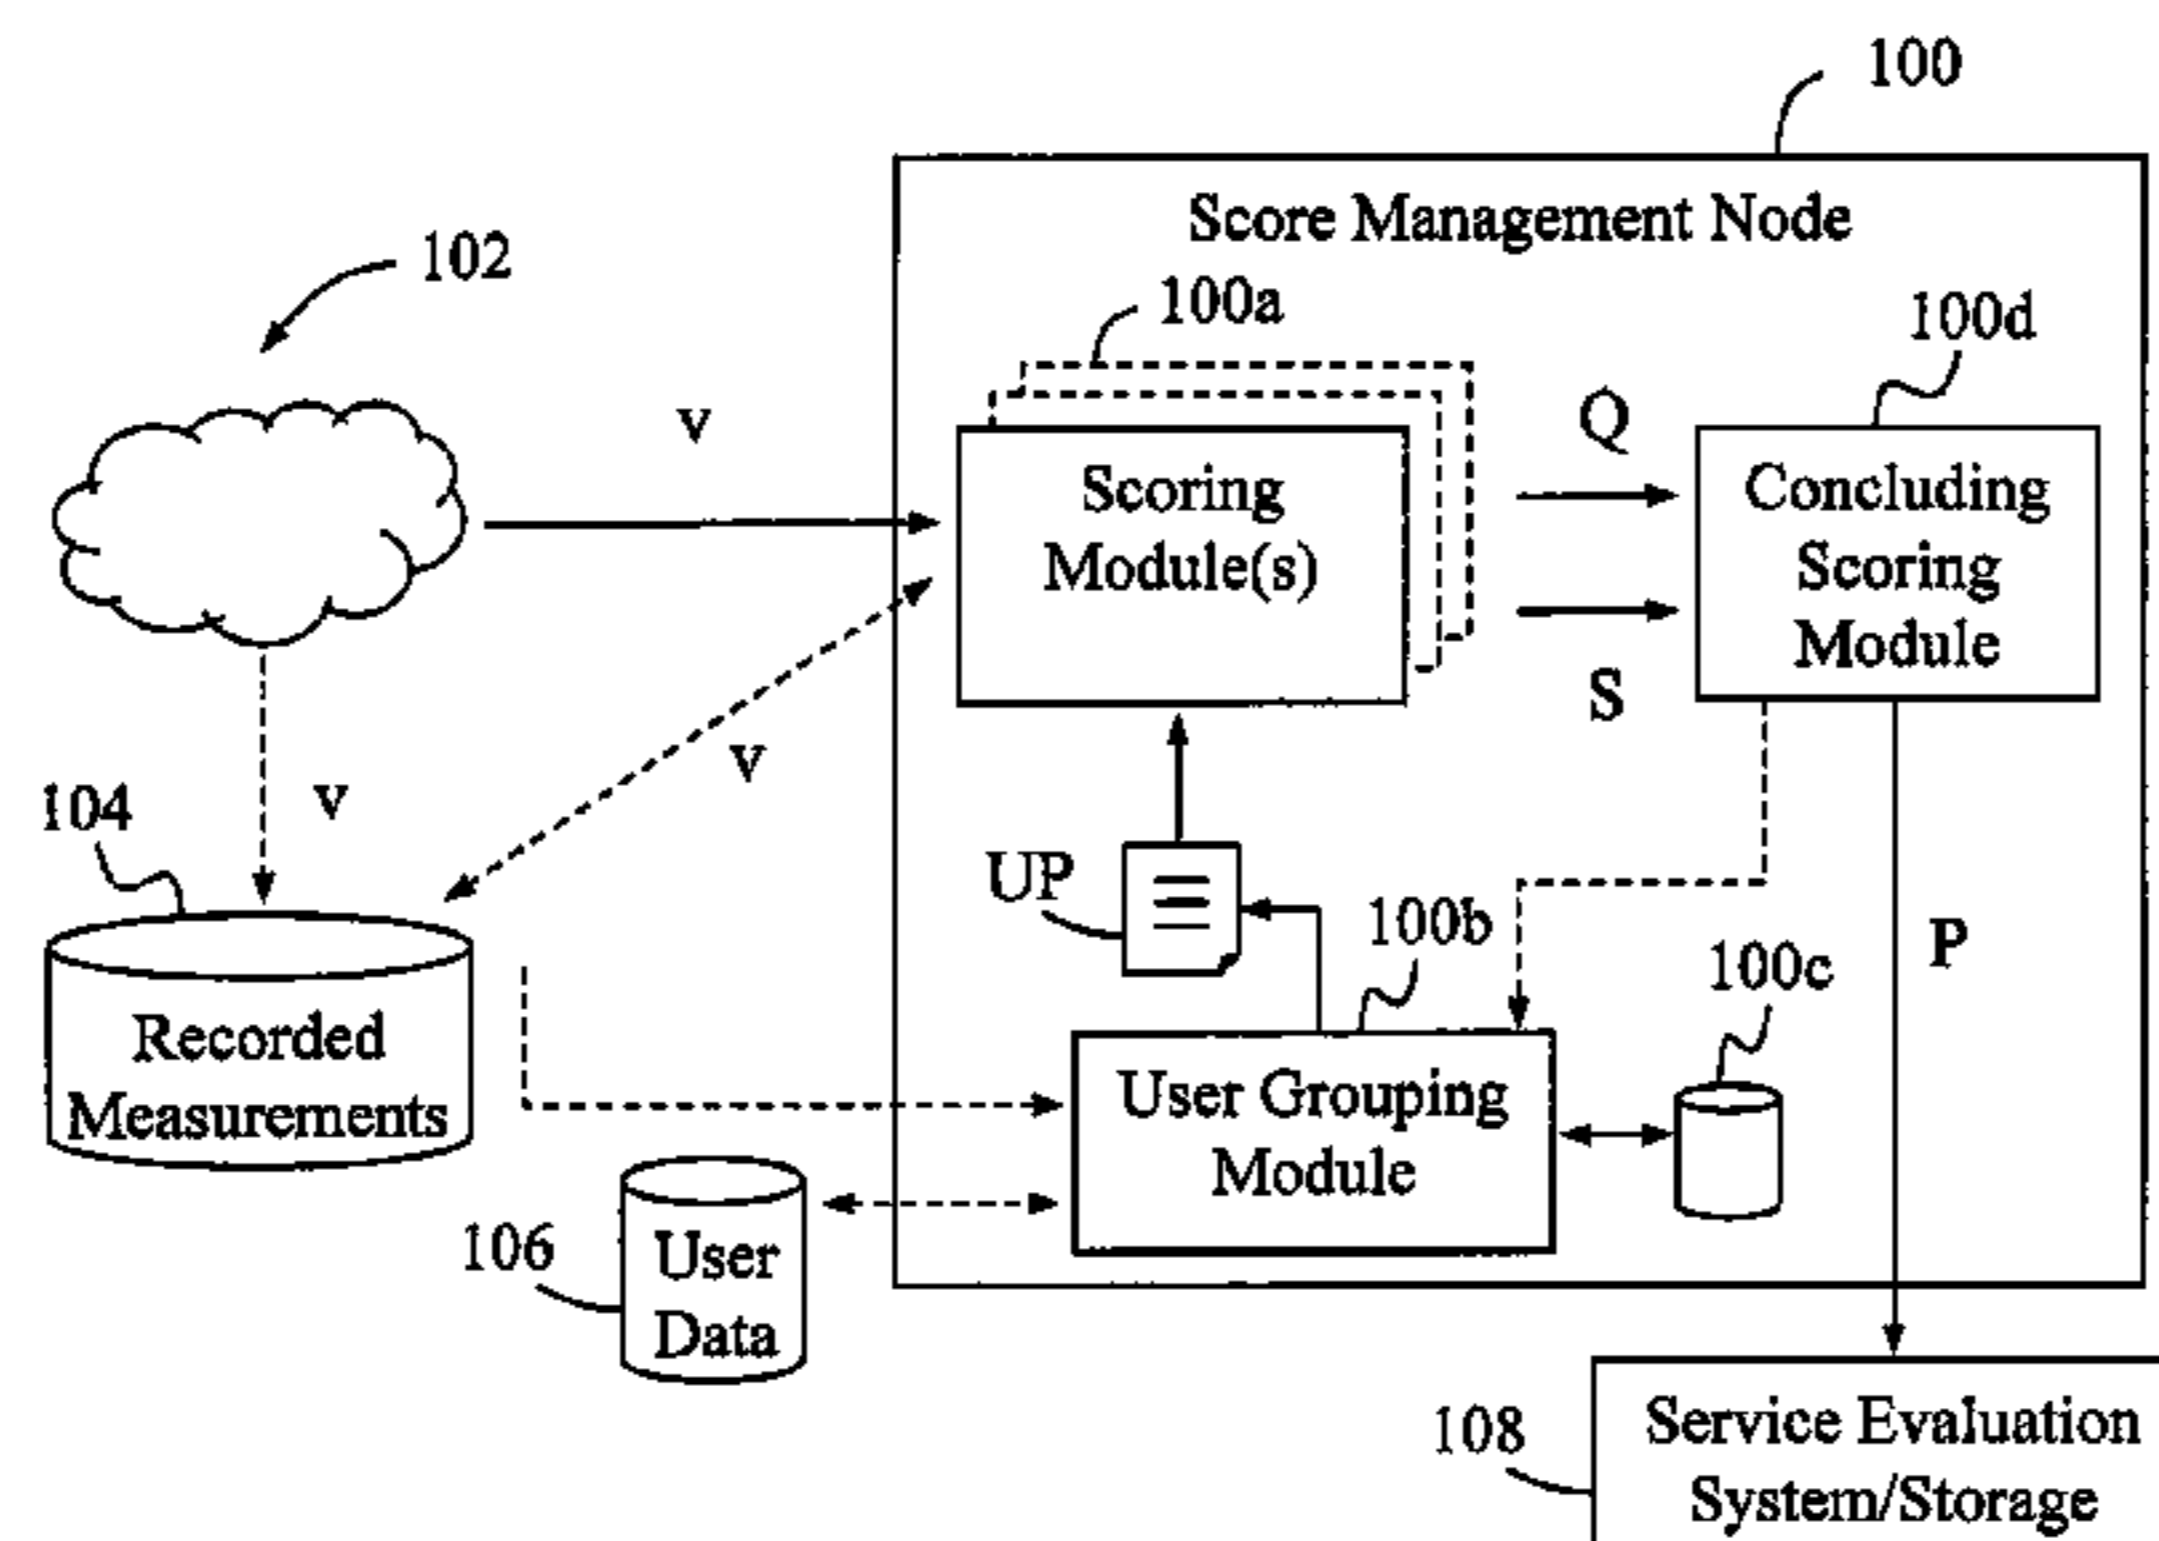 100
Score Management Node
102
100a
100d
v
Q
Scoring
Module(s)
Concluding
Scoring
Module
S
v
v
104
UP
100b
P
100c
Recorded
Measurements
User Grouping
Module
106
User
Data
108
Service Evaluation
System/Storage